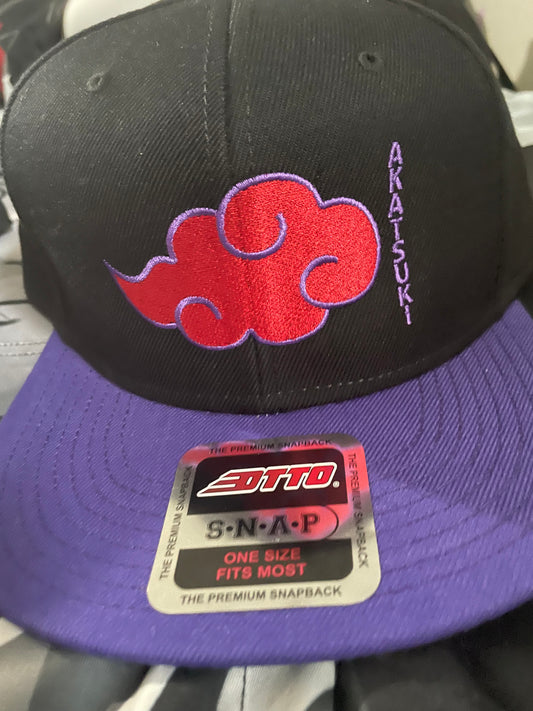 AKATSUKI
THE PREMIUM SNAPBACK
THE PREMIUM SNAPBACK
THE PREMIUM SNAPBACK
OTTO®
S·N·A·P
ONE SIZE
FITS MOST
THE PREMIUM SNAPBACK